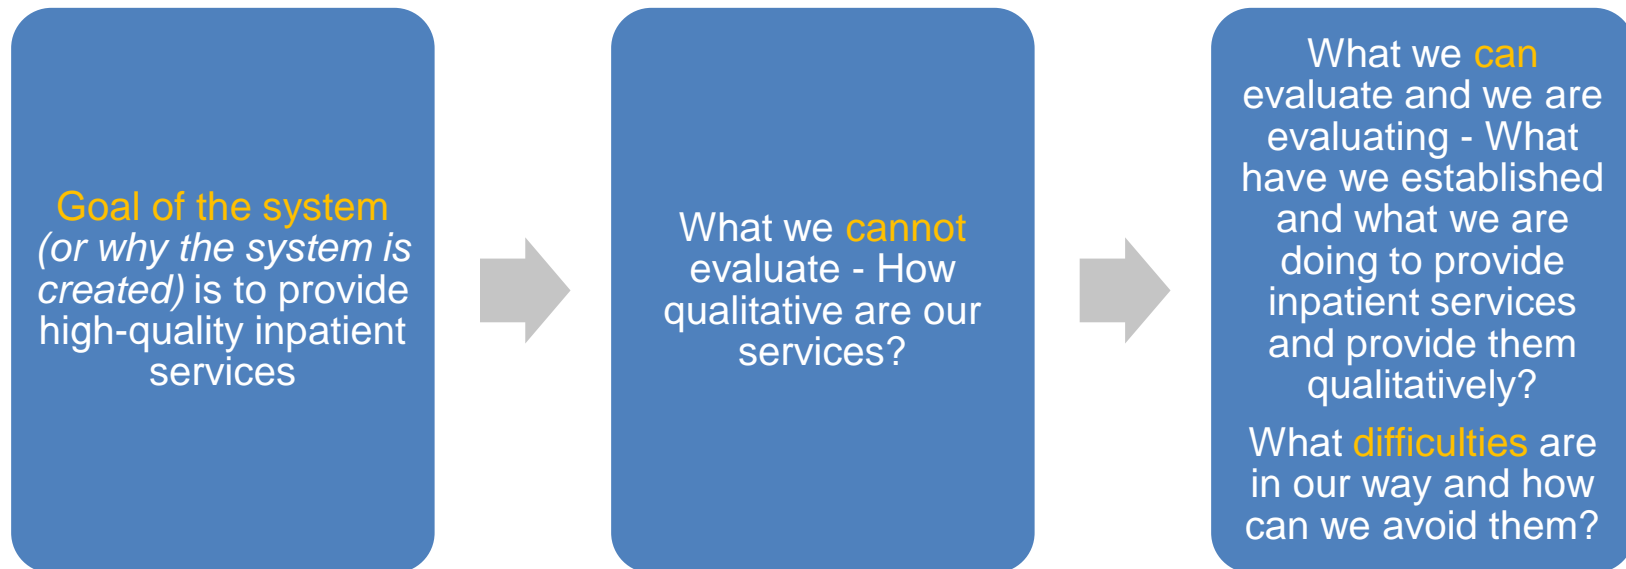 Goal of the system
(or why the system is
created) is to provide
high-quality inpatient
services
What we cannot
evaluate - How
qualitative are our
services?
What we can
evaluate and we are
evaluating - What
have we established
and what we are
doing to provide
inpatient services
and provide them
qualitatively?
What difficulties are
in our way and how
can we avoid them?